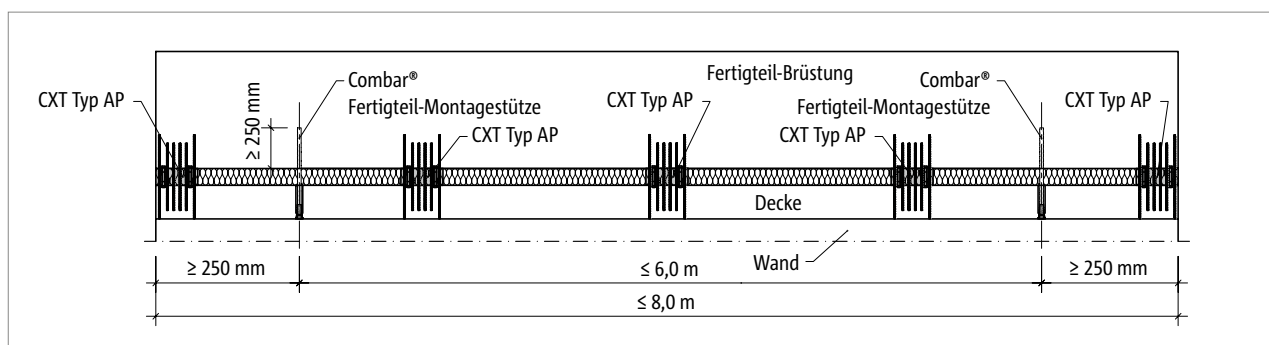 Combar®
Fertigteil-Montagestütze
Fertigteil-Brüstung
Combar®
Fertigteil-Montagestütze
CXT Typ AP
CXT Typ AP
CXT Typ AP
CXT Typ AP
CXT Typ AP
≥ 250 mm
Decke
Wand
≥ 250 mm
≤ 6,0 m
≥ 250 mm
≤ 8,0 m